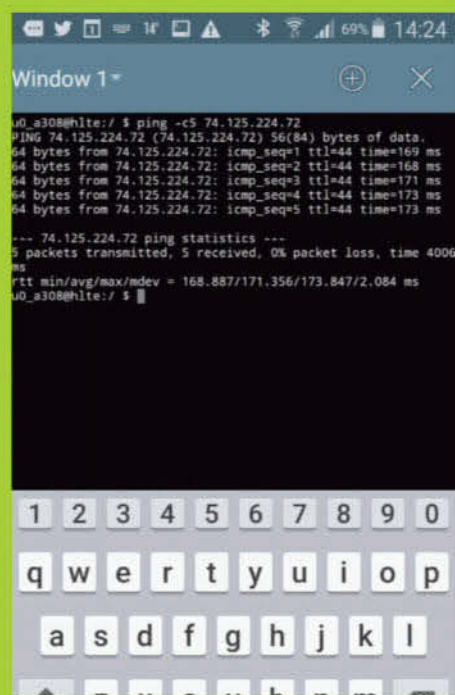 1 14° 69% 14:24
Window 1
u0_a308@hlte:/ $ ping -c5 74.125.224.72
PING 74.125.224.72 (74.125.224.72) 56(84) bytes of data.
64 bytes from 74.125.224.72: icmp_seq=1 ttl=44 time=169 ms
64 bytes from 74.125.224.72: icmp_seq=2 ttl=44 time=168 ms
64 bytes from 74.125.224.72: icmp_seq=3 ttl=44 time=171 ms
64 bytes from 74.125.224.72: icmp_seq=4 ttl=44 time=173 ms
64 bytes from 74.125.224.72: icmp_seq=5 ttl=44 time=173 ms
--- 74.125.224.72 ping statistics ---
5 packets transmitted, 5 received, 0% packet loss, time 4006
ms
rtt min/avg/max/mdev = 168.887/171.356/173.847/2.084 ms
u0_a308@hlte:/ $
1 2 3 4 5 6 7 8 9 0
q w e r t y u i o p
a s d f g h j k l